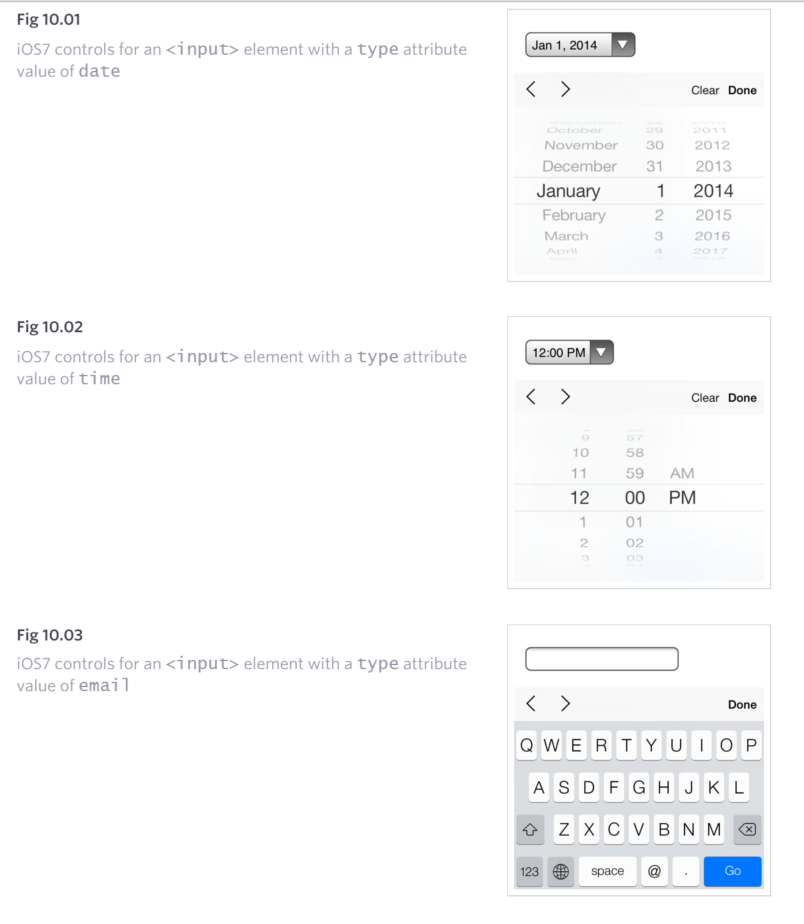 Fig 10.01
iOS7 controls for an <input> element with a type attribute
value of date
Jan 1, 2014
Clear Done
October 29 2011
November 30 2012
December 31 2013
January 1 2014
February 2 2015
March 3 2016
April 4 2017
Fig 10.02
iOS7 controls for an <input> element with a type attribute
value of time
12:00 PM
Clear Done
9 57
10 58
11 59 AM
12 00 PM
1 01
2 02
3 03
Fig 10.03
iOS7 controls for an <input> element with a type attribute
value of email
Done
Q W E R T Y U I O P
A S D F G H J K L
Z X C V B N M
123 space @ . Go